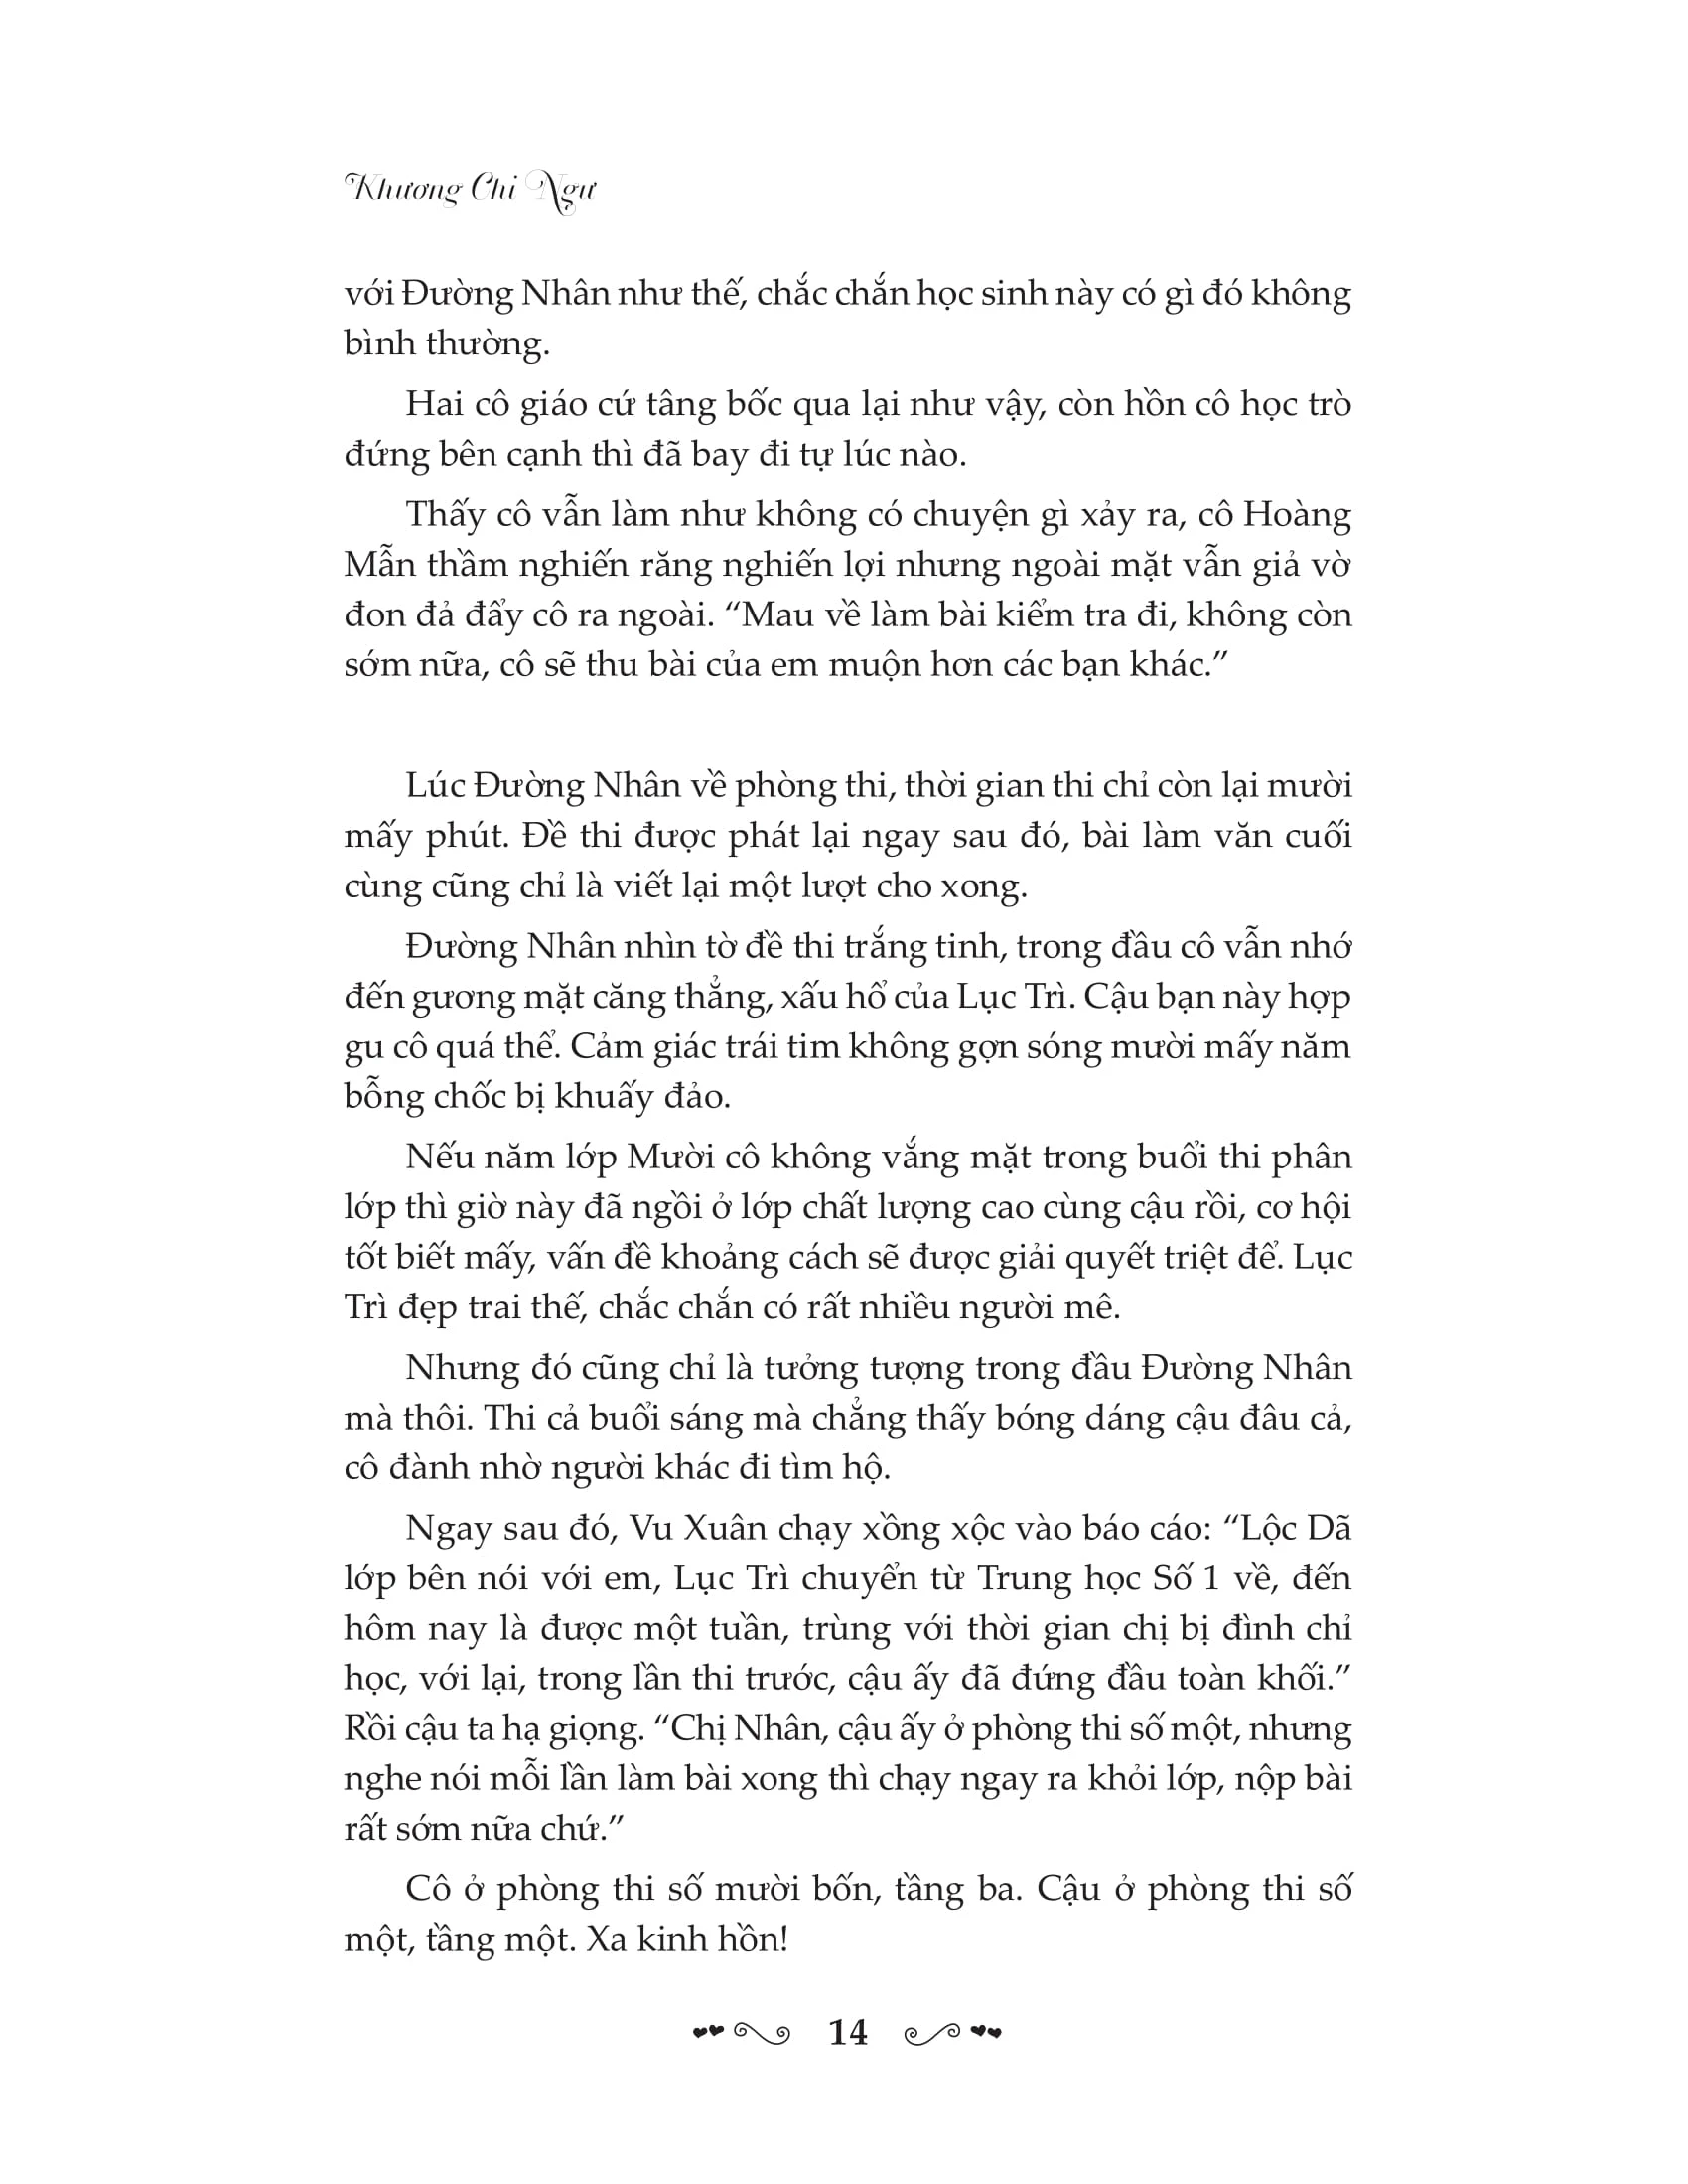 Khương Chi Ngư
với Đường Nhân như thế, chắc chắn học sinh này có gì đó không
bình thường.
Hai cô giáo cứ tâng bốc qua lại như vậy, còn hồn cô học trò
đứng bên cạnh thì đã bay đi tự lúc nào.
Thấy cô vẫn làm như không có chuyện gì xảy ra, cô Hoàng
Mẫn thầm nghiến răng nghiến lợi nhưng ngoài mặt vẫn giả vờ
đon đả đẩy cô ra ngoài. “Mau về làm bài kiểm tra đi, không còn
sớm nữa, cô sẽ thu bài của em muộn hơn các bạn khác.”
Lúc Đường Nhân về phòng thi, thời gian thi chỉ còn lại mười
mấy phút. Đề thi được phát lại ngay sau đó, bài làm văn cuối
cùng cũng chỉ là viết lại một lượt cho xong.
Đường Nhân nhìn tờ đề thi trắng tinh, trong đầu cô vẫn nhớ
đến gương mặt căng thẳng, xấu hổ của Lục Trì. Cậu bạn này hợp
gu cô quá thể. Cảm giác trái tim không gợn sóng mười mấy năm
bỗng chốc bị khuấy đảo.
Nếu năm lớp Mười cô không vắng mặt trong buổi thi phân
lớp thì giờ này đã ngồi ở lớp chất lượng cao cùng cậu rồi, cơ hội
tốt biết mấy, vấn đề khoảng cách sẽ được giải quyết triệt để. Lục
Trì đẹp trai thế, chắc chắn có rất nhiều người mê.
Nhưng đó cũng chỉ là tưởng tượng trong đầu Đường Nhân
mà thôi. Thi cả buổi sáng mà chẳng thấy bóng dáng cậu đâu cả,
cô đành nhờ người khác đi tìm hộ.
Ngay sau đó, Vu Xuân chạy xồng xộc vào báo cáo: “Lộc Dã
lớp bên nói với em, Lục Trì chuyển từ Trung học Số 1 về, đến
hôm nay là được một tuần, trùng với thời gian chị bị đình chỉ
học, với lại, trong lần thi trước, cậu ấy đã đứng đầu toàn khối.”
Rồi cậu ta hạ giọng. “Chị Nhân, cậu ấy ở phòng thi số một, nhưng
nghe nói mỗi lần làm bài xong thì chạy ngay ra khỏi lớp, nộp bài
rất sớm nữa chứ.”
Cô ở phòng thi số mười bốn, tầng ba. Cậu ở phòng thi số
một, tầng một. Xa kinh hồn!
14